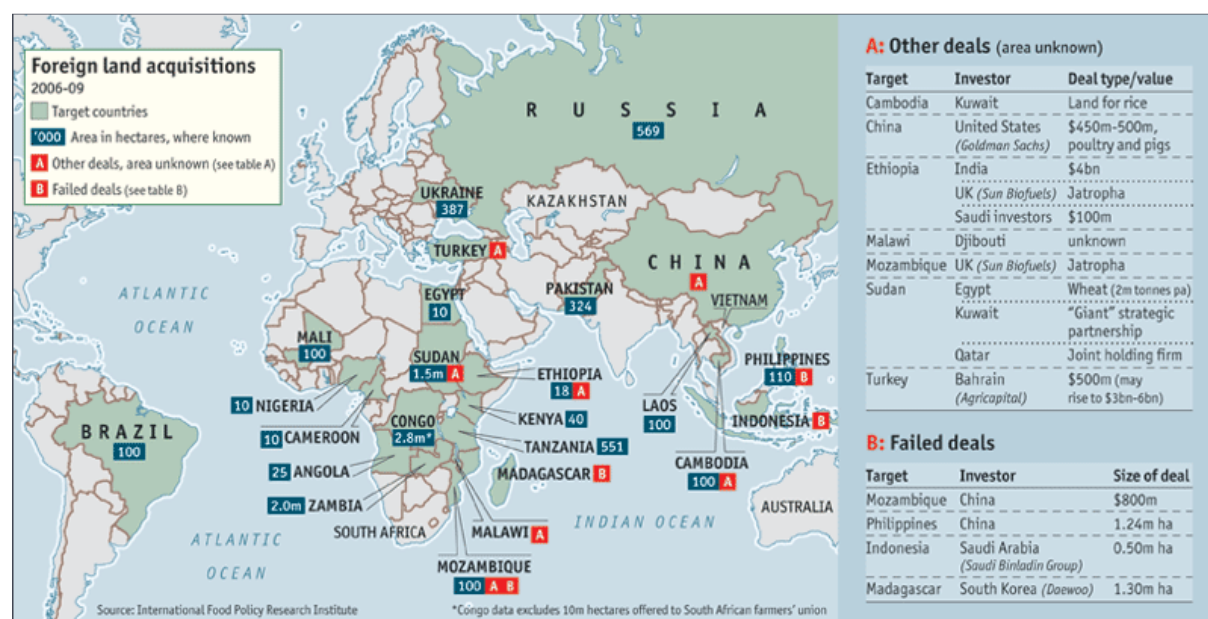 Foreign land acquisitions
2006-09
Target countries
'000 Area in hectares, where known
A Other deals, area unknown (see table A)
B Failed deals (see table B)
R U S S I A
569
UKRAINE
387
KAZAKHSTAN
TURKEY A
C H I N A
A
VIETNAM
PAKISTAN
324
EGYPT
10
ATLANTIC
OCEAN
MALI
100
SUDAN
1.5m A
ETHIOPIA
18 A
PHILIPPINES
110 B
10 NIGERIA
KENYA 40
LAOS
100
INDONESIA B
BRAZIL
100
10 CAMEROON
CONGO
2.8m*
TANZANIA 551
25 ANGOLA
MADAGASCAR B
CAMBODIA
100 A
2.0m ZAMBIA
AUSTRALIA
INDIAN OCEAN
SOUTH AFRICA
MALAWI A
ATLANTIC
OCEAN
MOZAMBIQUE
100 A B
Source: International Food Policy Research Institute
*Congo data excludes 10m hectares offered to South African farmers' union
A: Other deals (area unknown)
Target Investor Deal type/value
Cambodia Kuwait Land for rice
China United States $450m-500m,
(Goldman Sachs) poultry and pigs
Ethiopia India $4bn
UK (Sun Biofuels) Jatropha
Saudi investors $100m
Malawi Djibouti unknown
Mozambique UK (Sun Biofuels) Jatropha
Sudan Egypt Wheat (2m tonnes pa)
Kuwait "Giant" strategic
partnership
Qatar Joint holding firm
Turkey Bahrain $500m (may
(Agricapital) rise to $3bn-6bn)
B: Failed deals
Target Investor Size of deal
Mozambique China $800m
Philippines China 1.24m ha
Indonesia Saudi Arabia 0.50m ha
(Saudi Binladin Group)
Madagascar South Korea (Daewoo) 1.30m ha